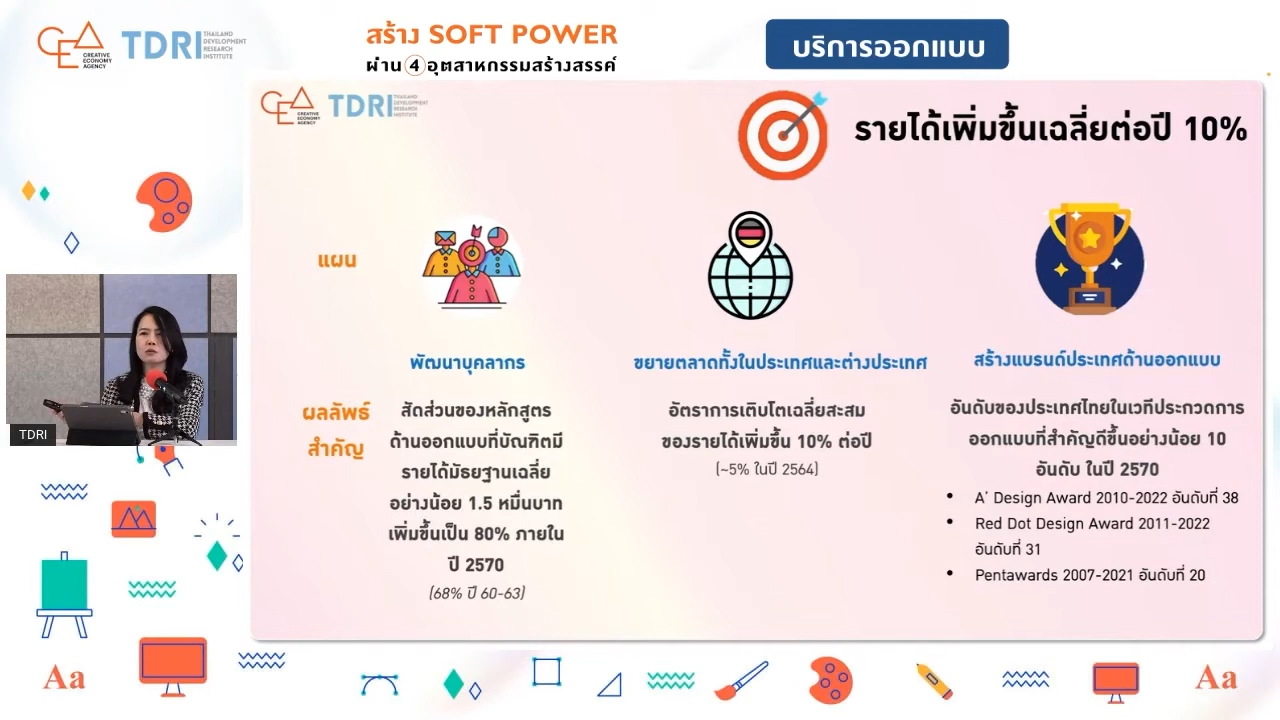 CEA CREATIVE ECONOMY AGENCY
TDRI THAILAND DEVELOPMENT RESEARCH INSTITUTE
สร้าง SOFT POWER
ผ่าน 4 อุตสาหกรรมสร้างสรรค์
บริการออกแบบ
CEA CREATIVE ECONOMY AGENCY
TDRI THAILAND DEVELOPMENT RESEARCH INSTITUTE
รายได้เพิ่มขึ้นเฉลี่ยต่อปี 10%
แผน
พัฒนาบุคลากร
ขยายตลาดทั้งในประเทศและต่างประเทศ
สร้างแบรนด์ประเทศด้านออกแบบ
ผลลัพธ์
สำคัญ
สัดส่วนของหลักสูตร
ด้านออกแบบที่บัณฑิตมี
รายได้มัธยฐานเฉลี่ย
อย่างน้อย 1.5 หมื่นบาท
เพิ่มขึ้นเป็น 80% ภายใน
ปี 2570
(68% ปี 60-63)
อัตราการเติบโตเฉลี่ยสะสม
ของรายได้เพิ่มขึ้น 10% ต่อปี
(~5% ในปี 2564)
อันดับของประเทศไทยในเวทีประกวดการ
ออกแบบที่สำคัญดีขึ้นอย่างน้อย 10
อันดับ ในปี 2570
• A' Design Award 2010-2022 อันดับที่ 38
• Red Dot Design Award 2011-2022
อันดับที่ 31
• Pentawards 2007-2021 อันดับที่ 20
TDRI
Aa
Aa